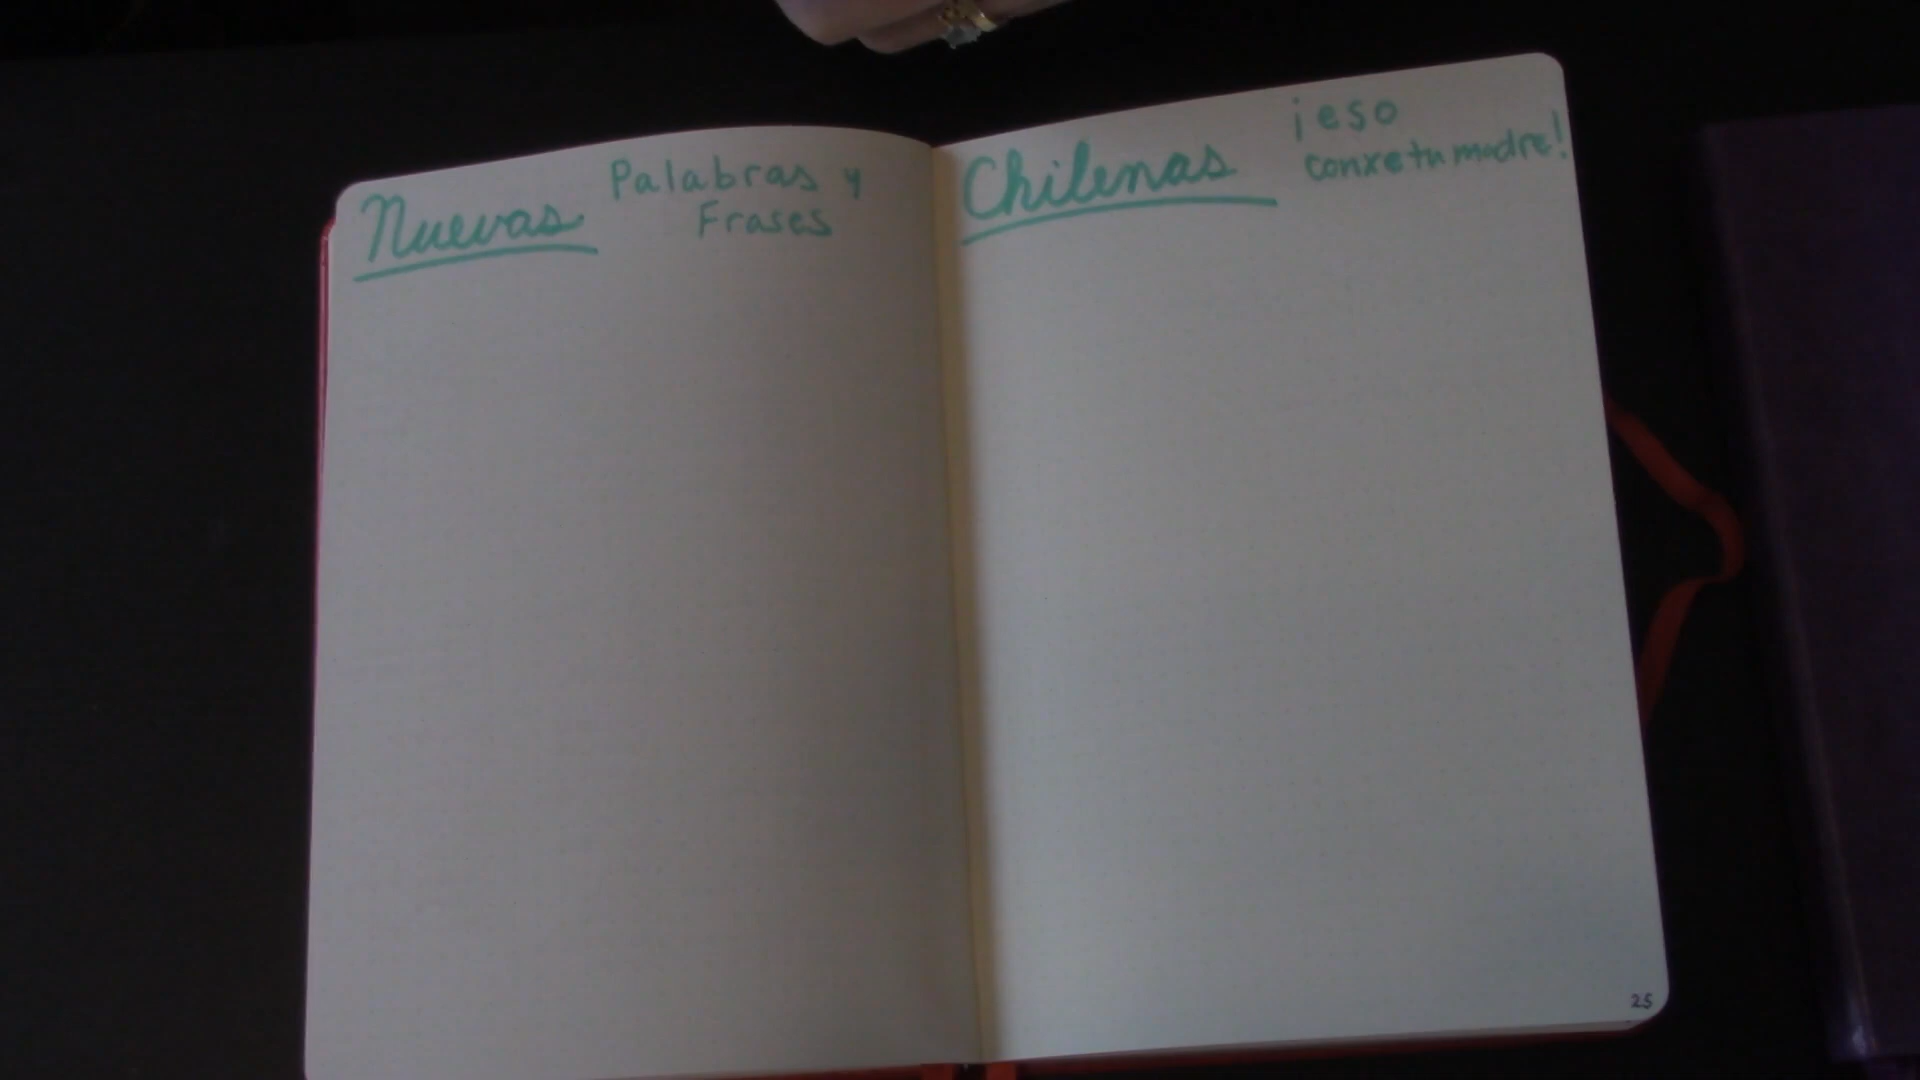 Nuevas
Palabras y
Frases
Chilenas
¡eso
conxetumadre!
25